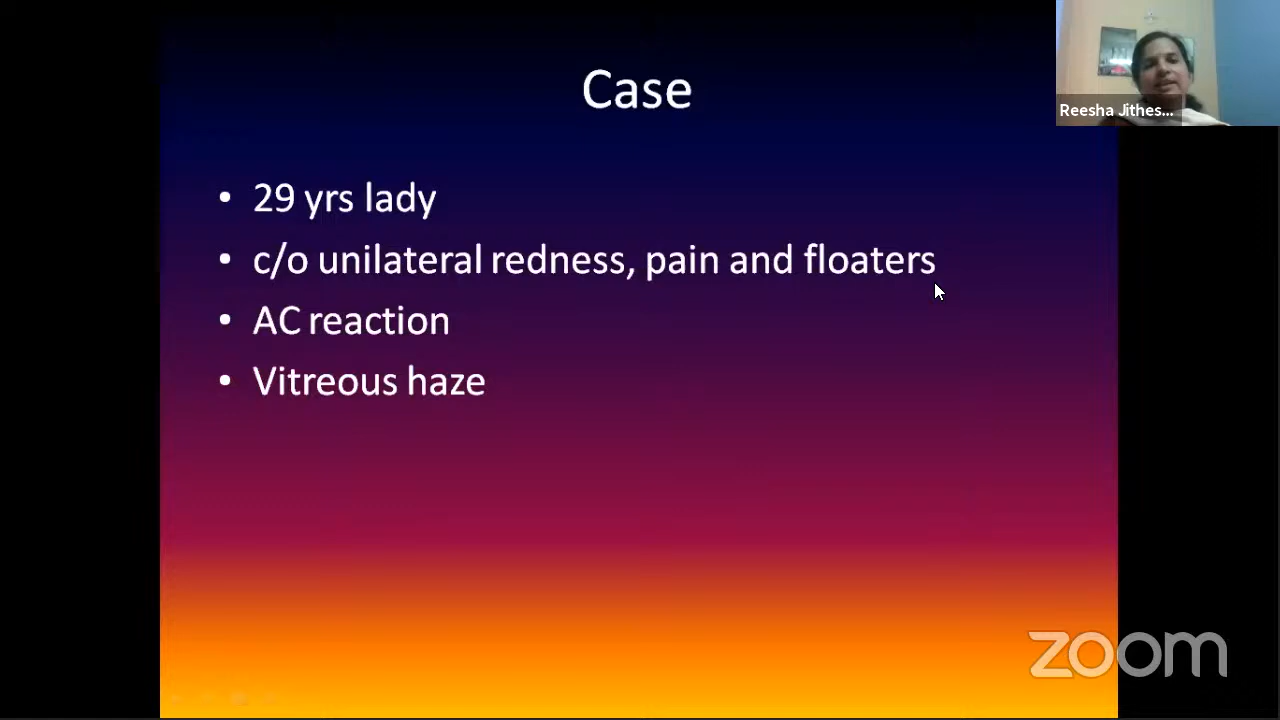 Case
• 29 yrs lady
• c/o unilateral redness, pain and floaters
• AC reaction
• Vitreous haze
Reesha Jithes...
zoom